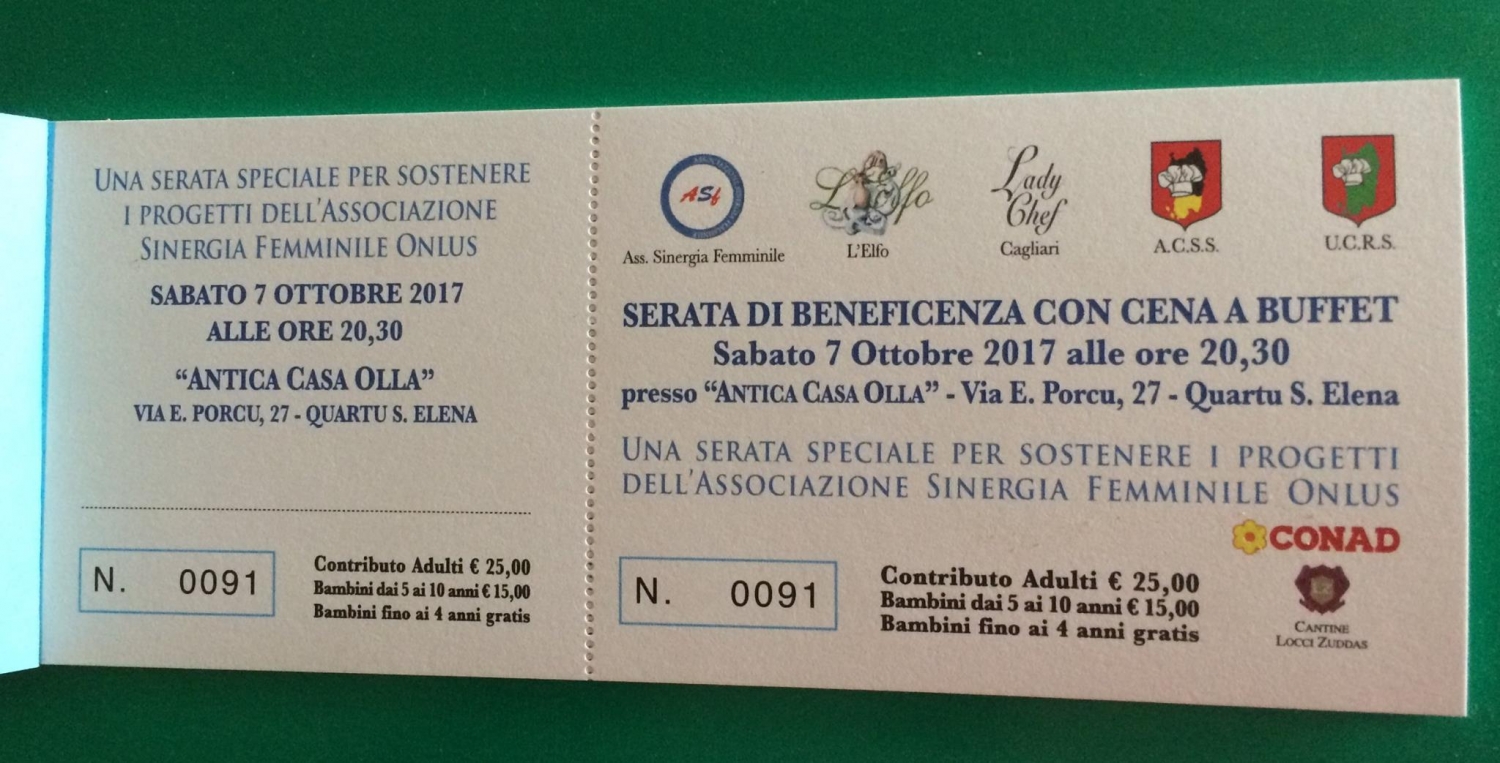 UNA SERATA SPECIALE PER SOSTENERE
I PROGETTI DELL'ASSOCIAZIONE
SINERGIA FEMMINILE ONLUS
SABATO 7 OTTOBRE 2017
ALLE ORE 20,30
“ANTICA CASA OLLA”
VIA E. PORCU, 27 - QUARTU S. ELENA
N. 0091
Contributo Adulti € 25,00
Bambini dai 5 ai 10 anni € 15,00
Bambini fino ai 4 anni gratis
ASf
Ass. Sinergia Femminile
L'Elfo
L'Elfo
Lady
Chef
Cagliari
A.C.S.S.
U.C.R.S.
SERATA DI BENEFICENZA CON CENA A BUFFET
Sabato 7 Ottobre 2017 alle ore 20,30
presso “ANTICA CASA OLLA” - Via E. Porcu, 27 - Quartu S. Elena
UNA SERATA SPECIALE PER SOSTENERE I PROGETTI
DELL'ASSOCIAZIONE SINERGIA FEMMINILE ONLUS
N. 0091
Contributo Adulti € 25,00
Bambini dai 5 ai 10 anni € 15,00
Bambini fino ai 4 anni gratis
CONAD
CANTINE
LOCCI ZUDDAS